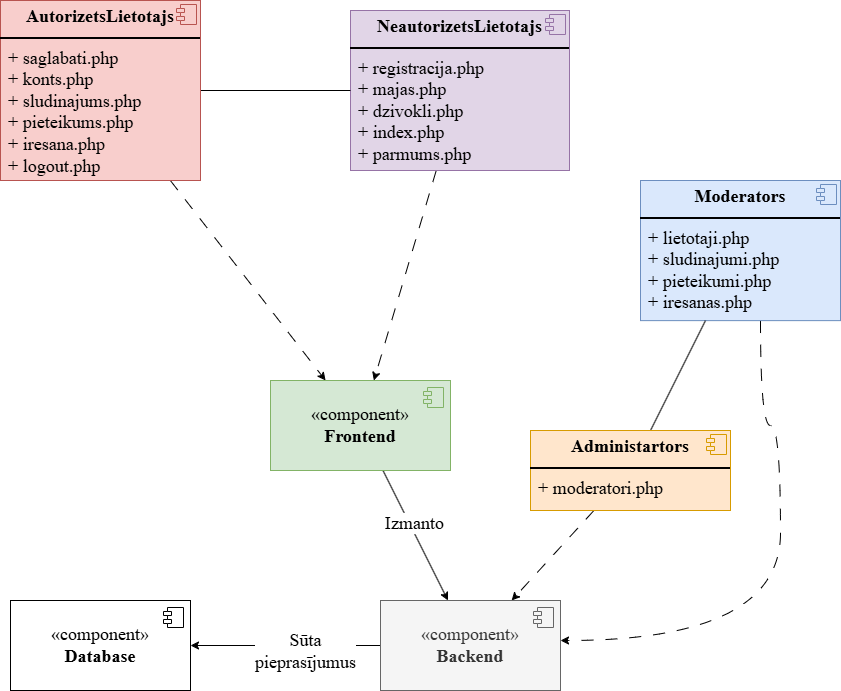 AutorizetsLietotajs
+ saglabati.php
+ konts.php
+ sludinajums.php
+ pieteikums.php
+ iresana.php
+ logout.php
NeautorizetsLietotajs
+ registracija.php
+ majas.php
+ dzivokli.php
+ index.php
+ parmums.php
Moderators
+ lietotaji.php
+ sludinajumi.php
+ pieteikumi.php
+ iresanas.php
«component»
Frontend
Administartors
+ moderatori.php
Izmanto
«component»
Database
Sūta
pieprasījumus
«component»
Backend